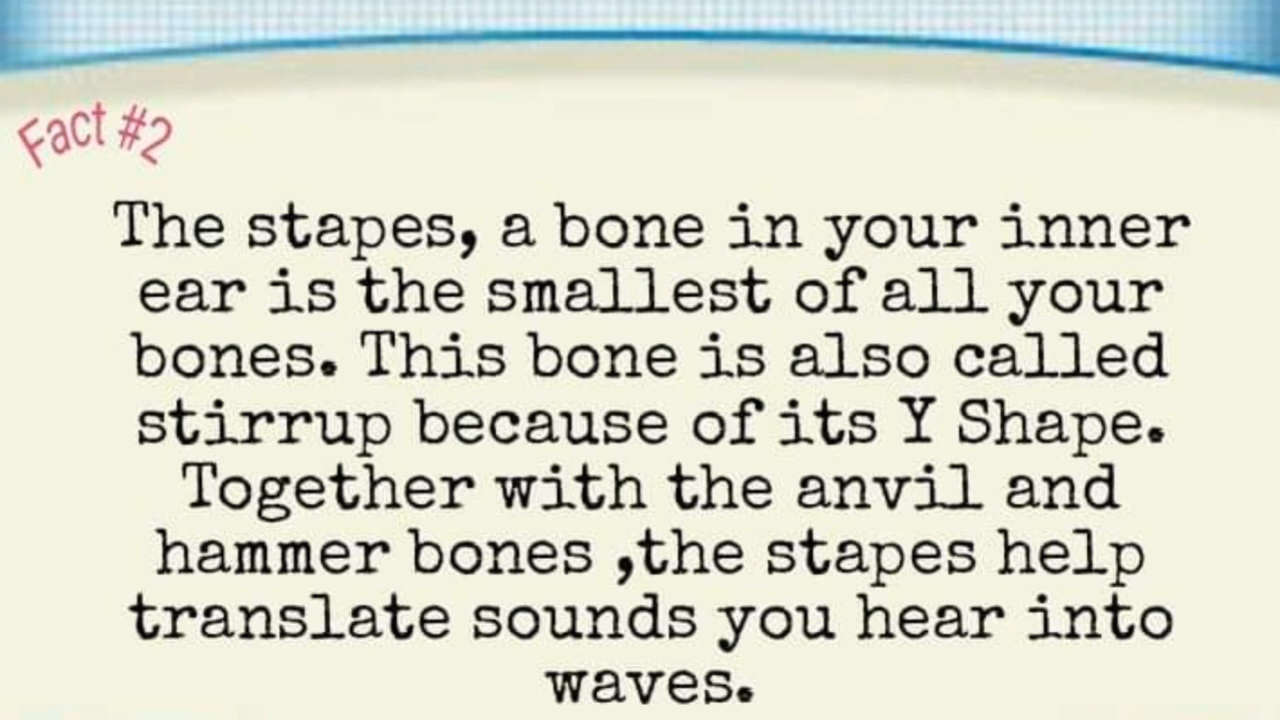 Fact #2
The stapes, a bone in your inner
ear is the smallest of all your
bones. This bone is also called
stirrup because of its Y Shape.
Together with the anvil and
hammer bones ,the stapes help
translate sounds you hear into
waves.